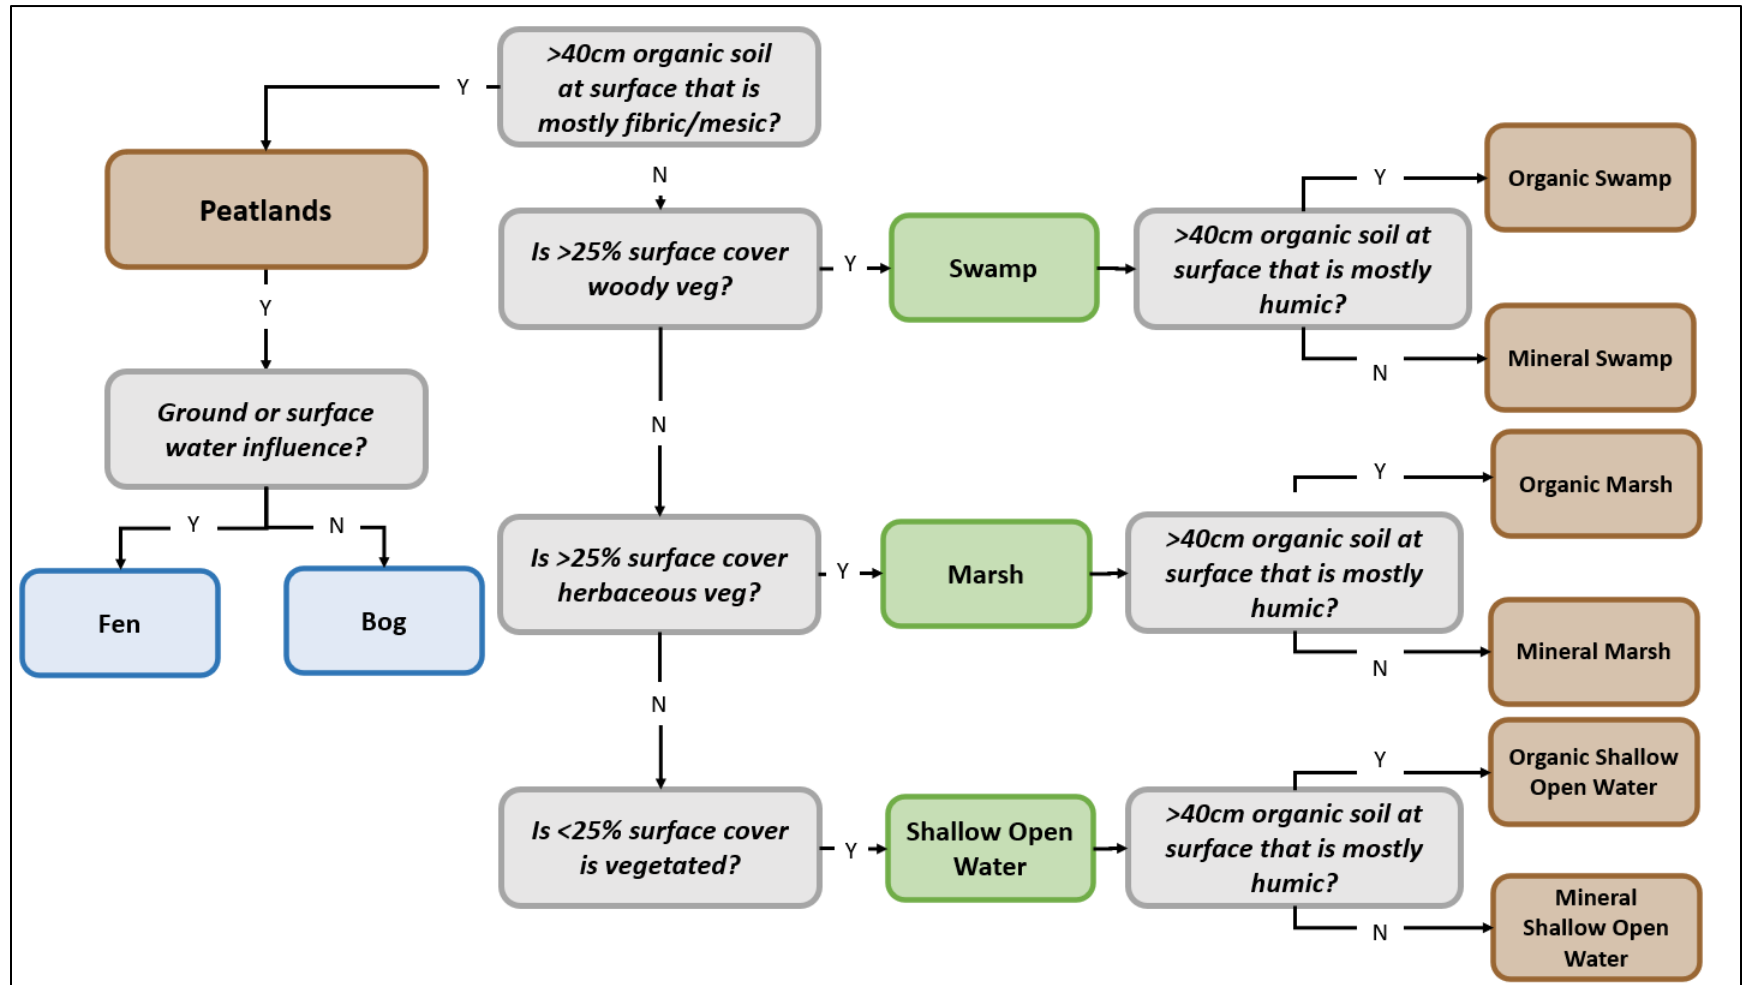 >40cm organic soil
at surface that is
mostly fibric/mesic?
Y
N
Peatlands
Y
Ground or surface
water influence?
Y
N
Fen
Bog
Is >25% surface cover
woody veg?
Y
Swamp
>40cm organic soil at
surface that is mostly
humic?
Y
Organic Swamp
N
Mineral Swamp
N
Is >25% surface cover
herbaceous veg?
Y
Marsh
>40cm organic soil at
surface that is mostly
humic?
Y
Organic Marsh
N
Mineral Marsh
N
Is <25% surface cover
is vegetated?
Y
Shallow Open
Water
>40cm organic soil at
surface that is mostly
humic?
Y
Organic Shallow
Open Water
N
Mineral
Shallow Open
Water